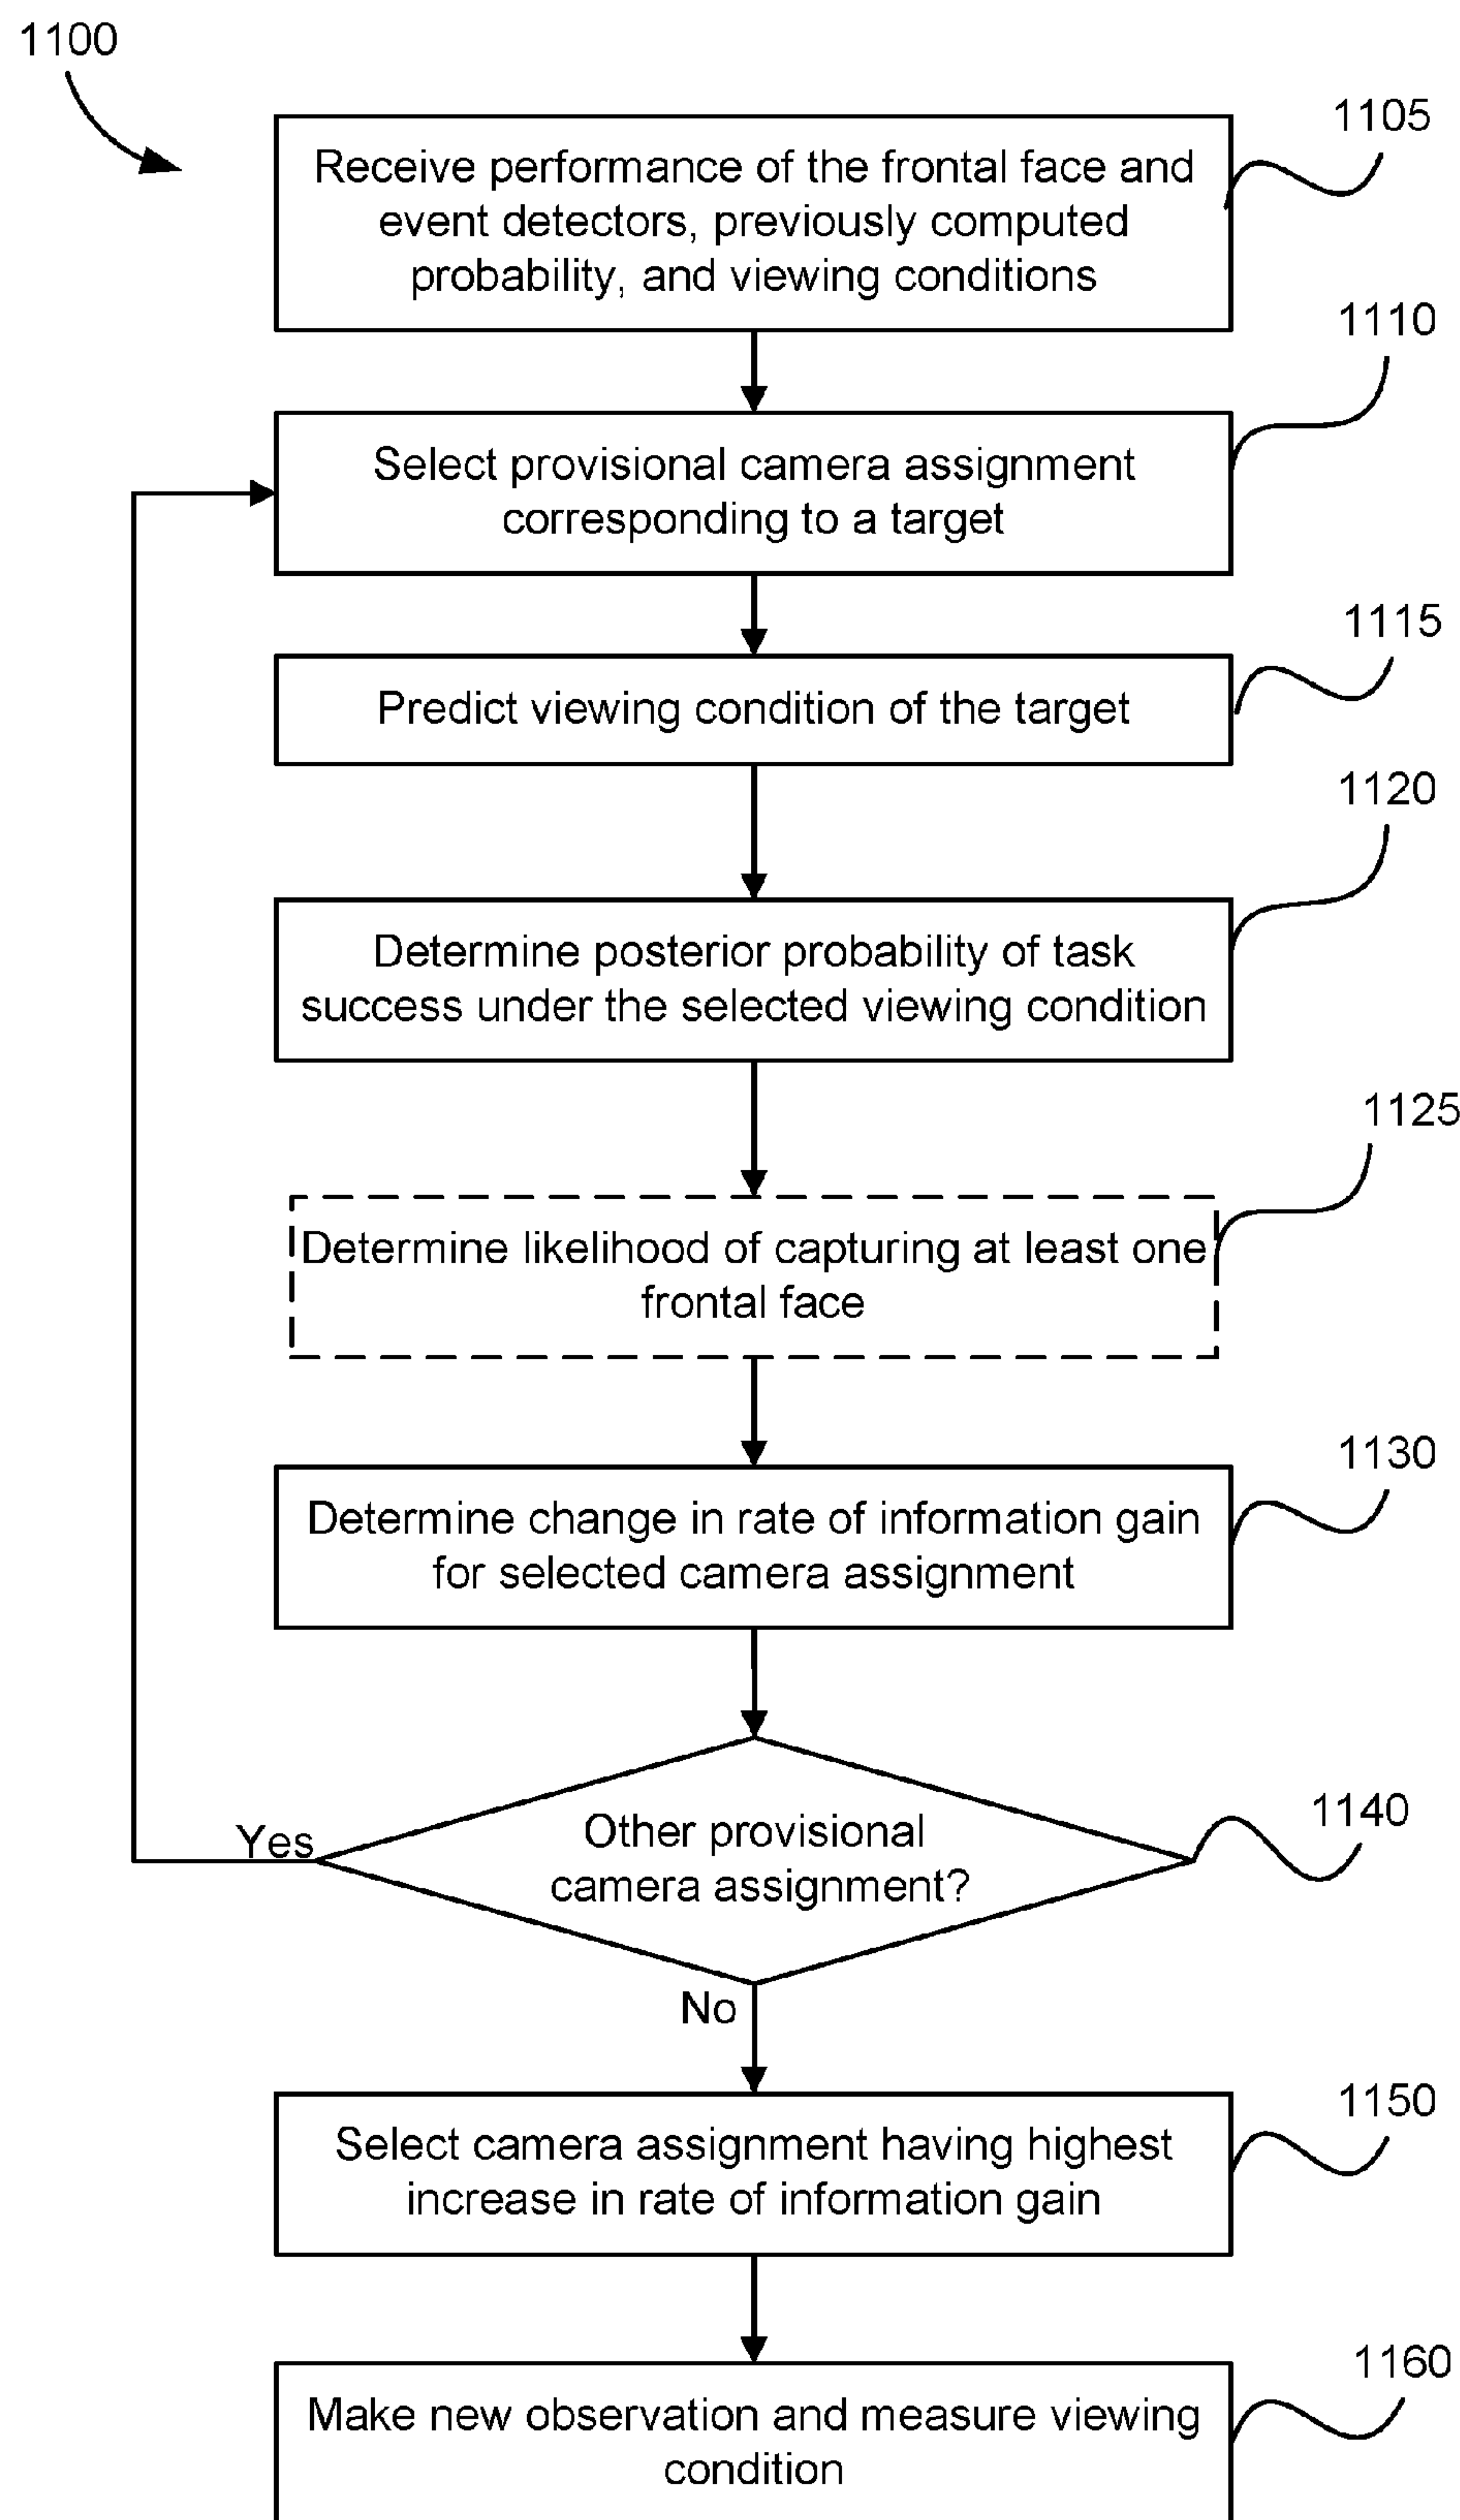 1100
1105
Receive performance of the frontal face and
event detectors, previously computed
probability, and viewing conditions
1110
Select provisional camera assignment
corresponding to a target
1115
Predict viewing condition of the target
1120
Determine posterior probability of task
success under the selected viewing condition
1125
Determine likelihood of capturing at least one
frontal face
1130
Determine change in rate of information gain
for selected camera assignment
1140
Other provisional
camera assignment?
Yes
No
1150
Select camera assignment having highest
increase in rate of information gain
1160
Make new observation and measure viewing
condition